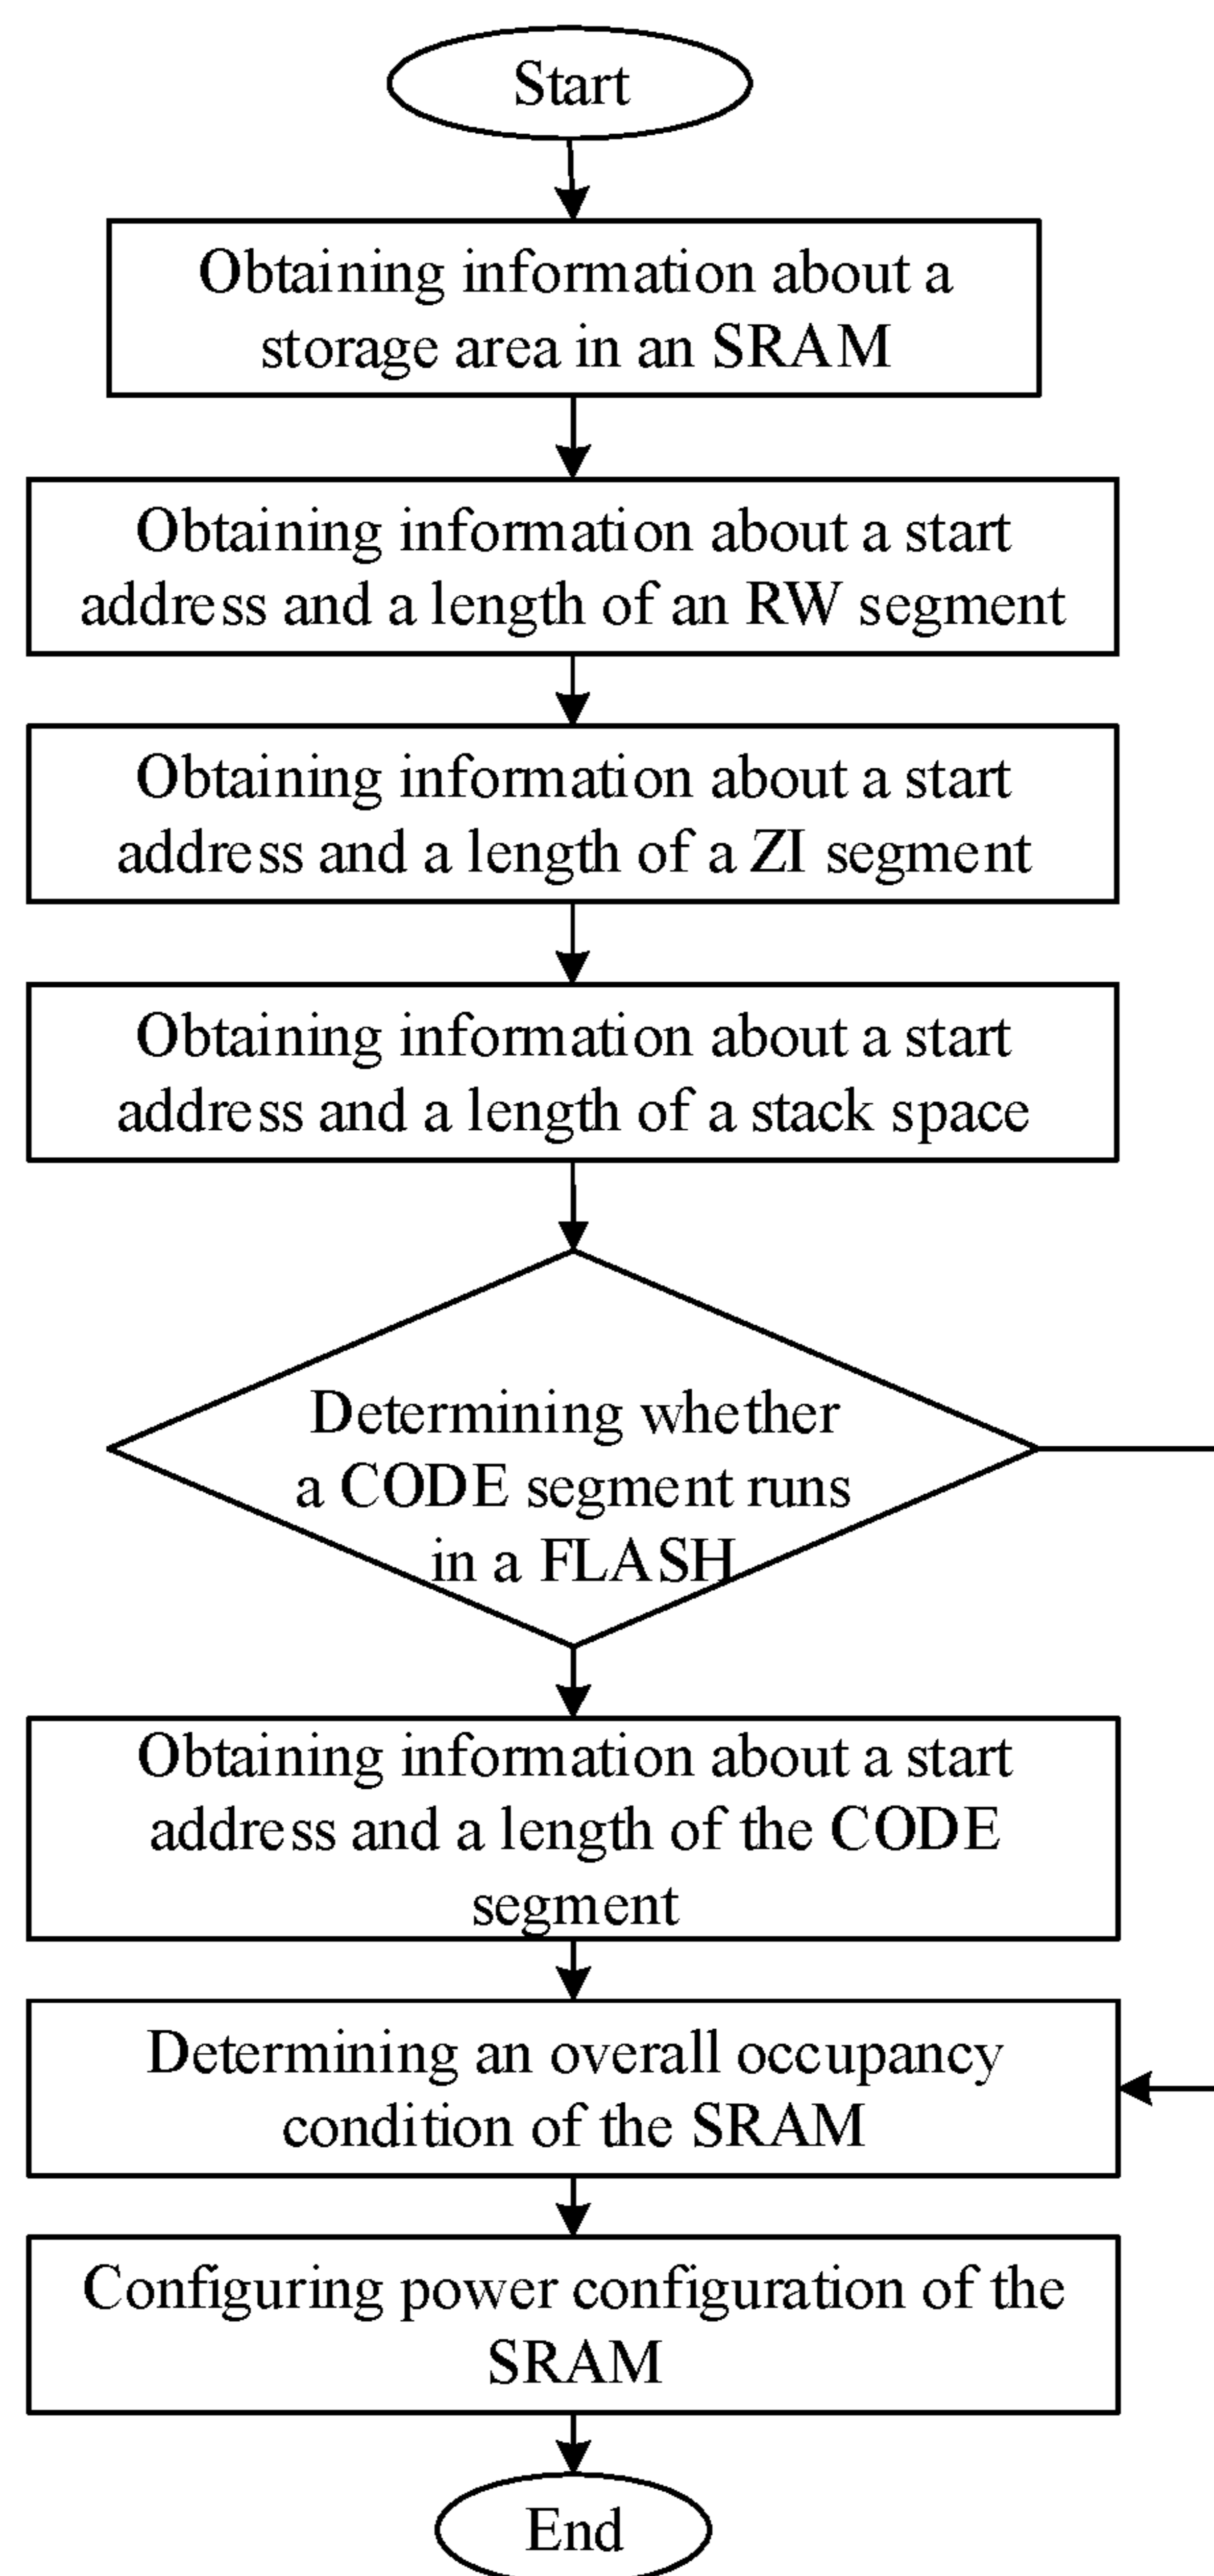 Start
Obtaining information about a
storage area in an SRAM
Obtaining information about a start
address and a length of an RW segment
Obtaining information about a start
address and a length of a ZI segment
Obtaining information about a start
address and a length of a stack space
Determining whether
a CODE segment runs
in a FLASH
Obtaining information about a start
address and a length of the CODE
segment
Determining an overall occupancy
condition of the SRAM
Configuring power configuration of the
SRAM
End